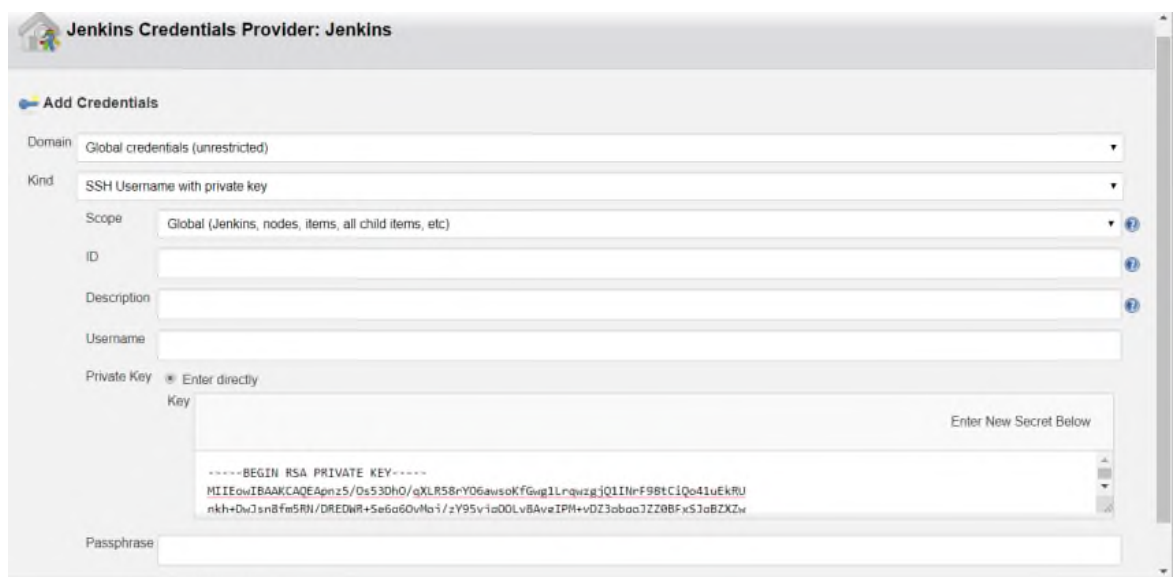 Jenkins Credentials Provider: Jenkins
Add Credentials
Domain Global credentials (unrestricted)
Kind SSH Username with private key
Scope Global (Jenkins, nodes, items, all child items, etc)
ID
Description
Username
Private Key Enter directly
Key
Enter New Secret Below
-----BEGIN RSA PRIVATE KEY-----
Passphrase